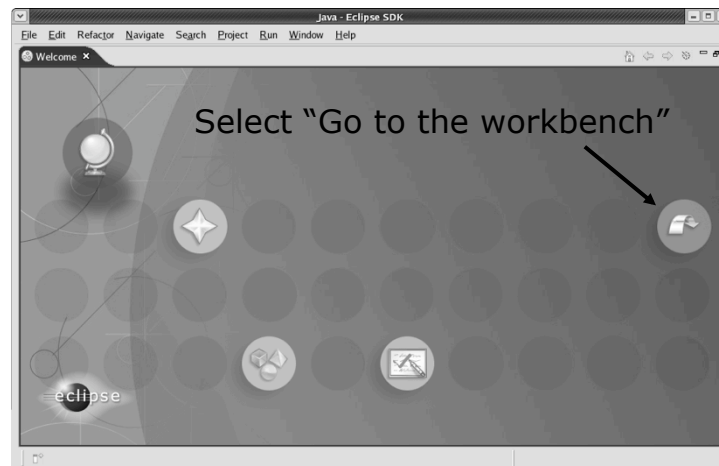 Java - Eclipse SDK
File Edit Refactor Navigate Search Project Run Window Help
Welcome
Select “Go to the workbench”
eclipse